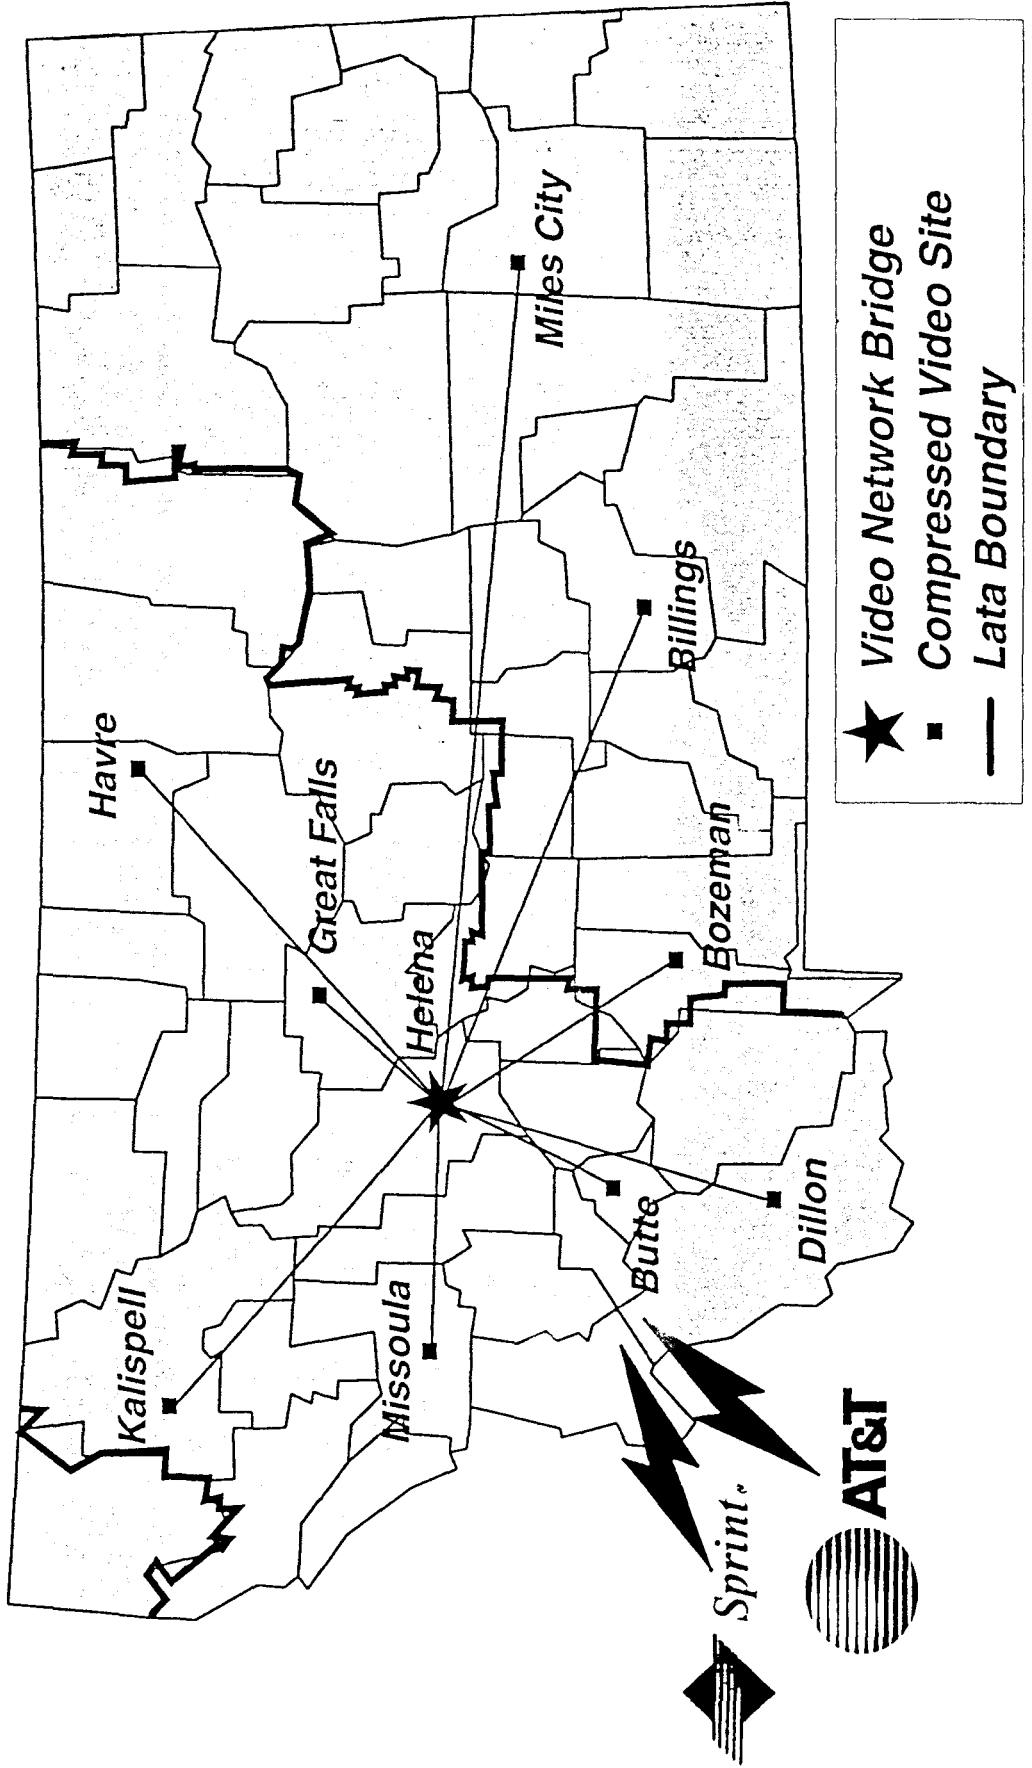 Kalispell
Havre
Great Falls
Missoula
Helena
Miles City
Butte
Billings
Dillon
Bozeman
Sprint
AT&T
Video Network Bridge
Compressed Video Site
Lata Boundary